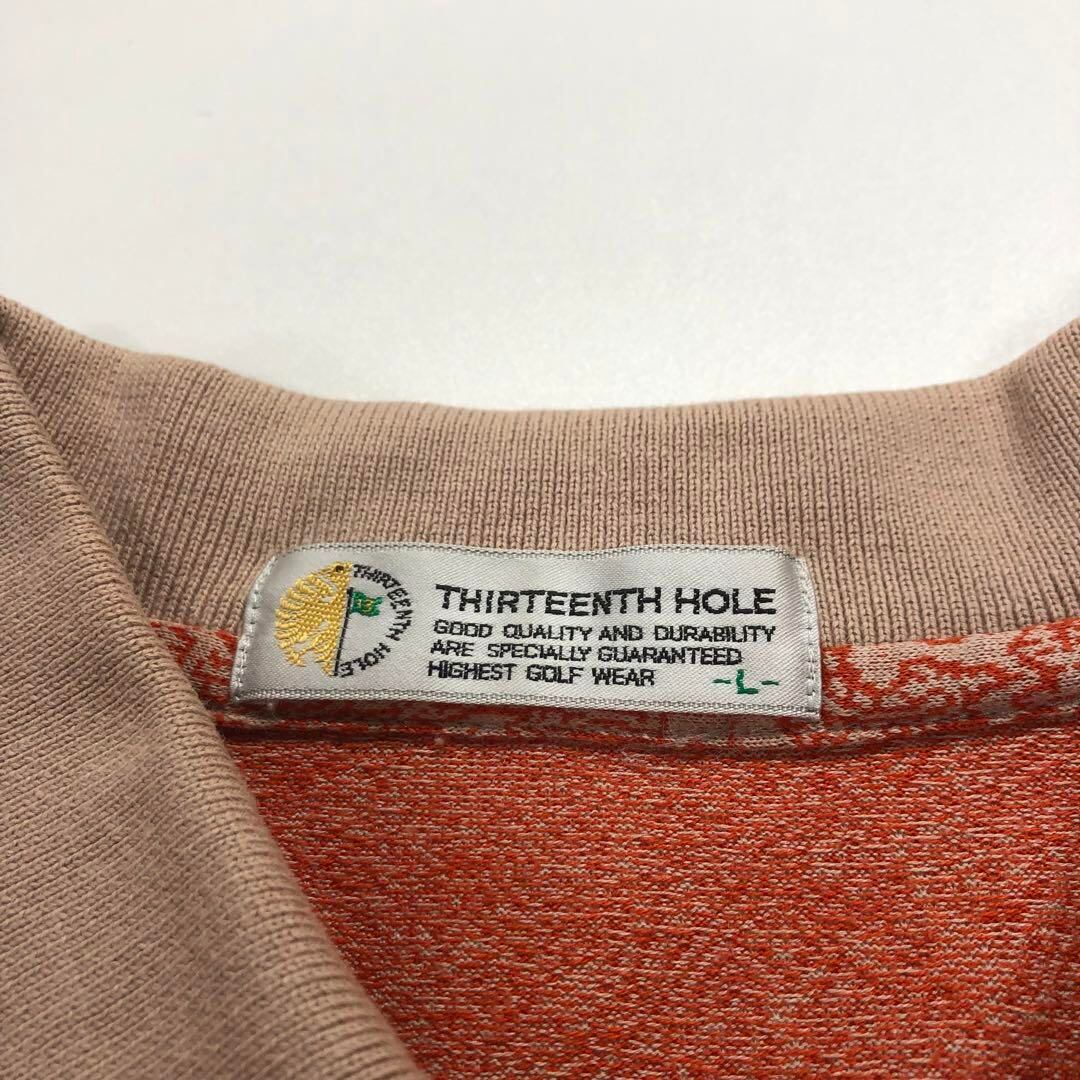 THIRTEENTH HOLE
THIRTEENTH HOLE
GOOD QUALITY AND DURABILITY
ARE SPECIALLY GUARANTEED
HIGHEST GOLF WEAR
-L-